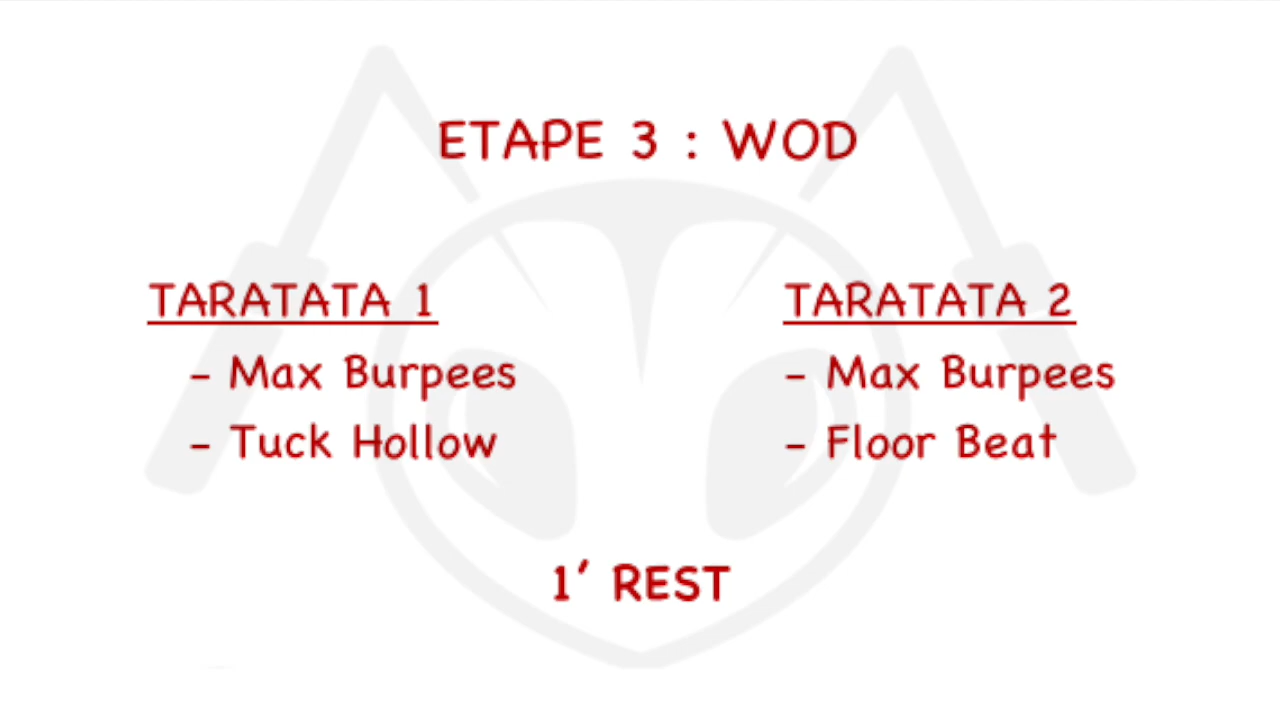 ETAPE 3 : WOD
TARATATA 1
- Max Burpees
- Tuck Hollow
TARATATA 2
- Max Burpees
- Floor Beat
1' REST